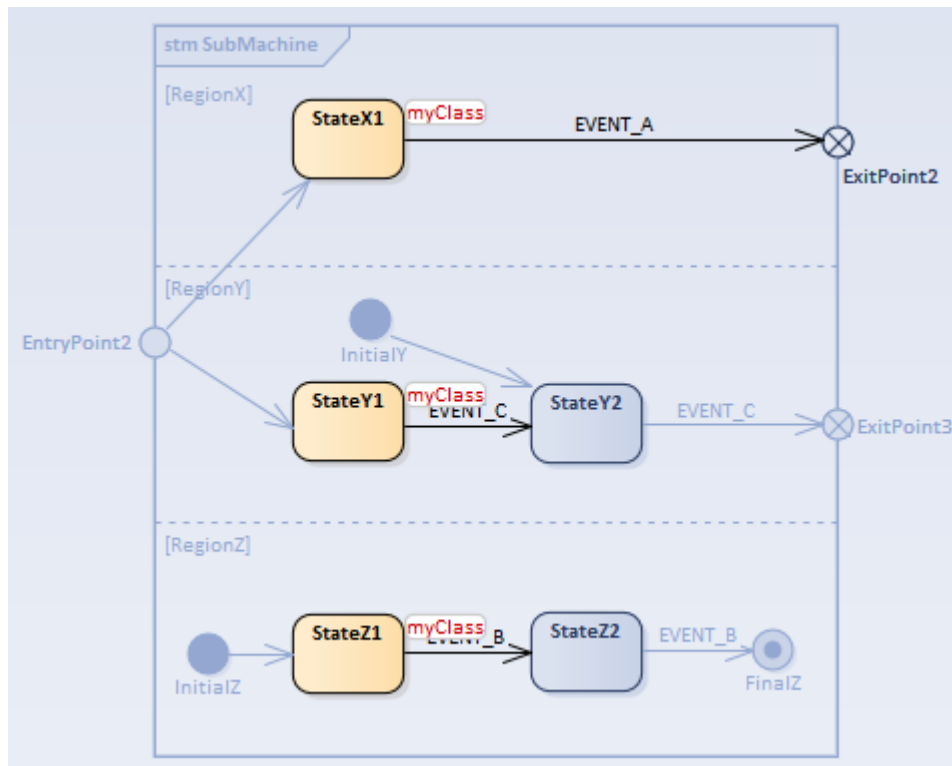 stm SubMachine
[RegionX]
StateX1
myClass
EVENT_A
ExitPoint2
[RegionY]
EntryPoint2
InitialY
StateY1
myClass
EVENT_C
StateY2
EVENT_C
ExitPoint3
[RegionZ]
StateZ1
myClass
EVENT_B
StateZ2
EVENT_B
InitialZ
FinalZ